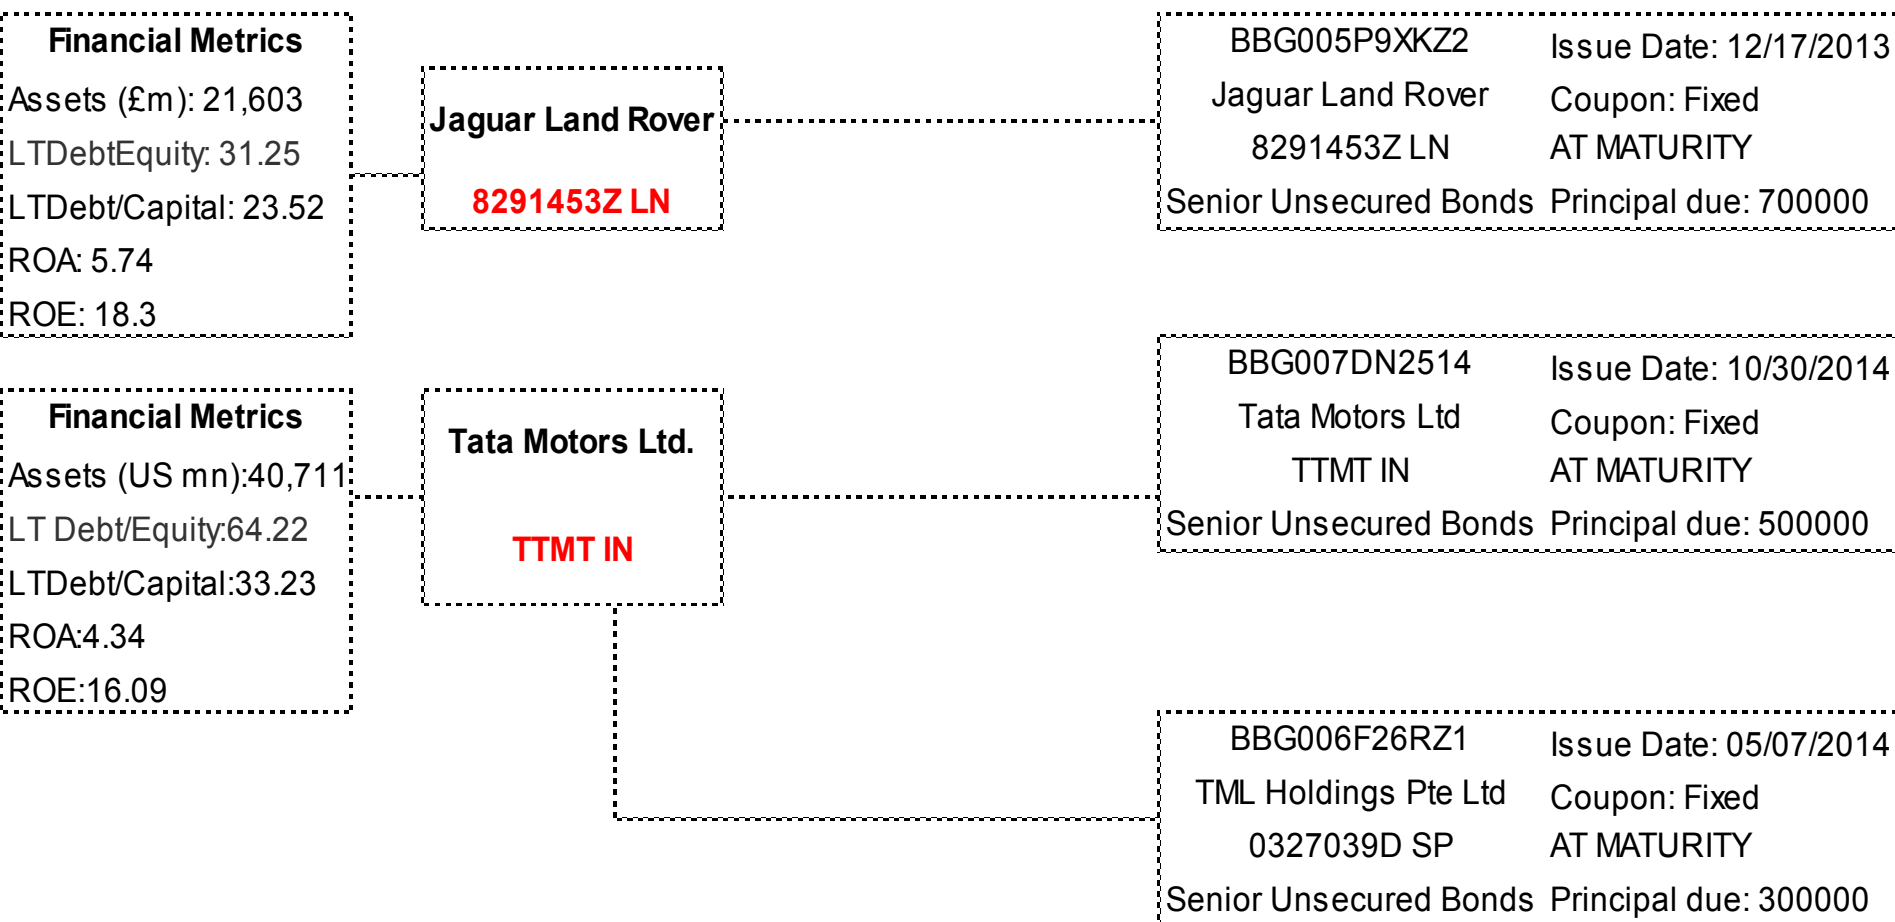 Financial Metrics
Assets (£m): 21,603
LTDebtEquity: 31.25
LTDebt/Capital: 23.52
ROA: 5.74
ROE: 18.3
Jaguar Land Rover
8291453Z LN
BBG005P9XKZ2
Jaguar Land Rover
8291453Z LN
Senior Unsecured Bonds
Issue Date: 12/17/2013
Coupon: Fixed
AT MATURITY
Principal due: 700000
Financial Metrics
Assets (US mn):40,711
LT Debt/Equity:64.22
LTDebt/Capital:33.23
ROA:4.34
ROE:16.09
Tata Motors Ltd.
TTMT IN
BBG007DN2514
Tata Motors Ltd
TTMT IN
Senior Unsecured Bonds
Issue Date: 10/30/2014
Coupon: Fixed
AT MATURITY
Principal due: 500000
BBG006F26RZ1
TML Holdings Pte Ltd
0327039D SP
Senior Unsecured Bonds
Issue Date: 05/07/2014
Coupon: Fixed
AT MATURITY
Principal due: 300000